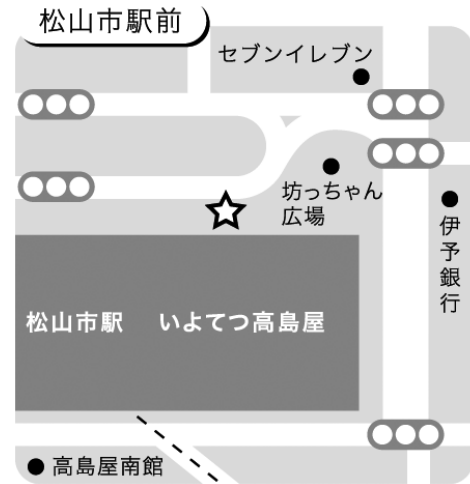 松山市駅前
セブンイレブン
坊っちゃん
広場
伊予銀行
松山市駅 いよてつ高島屋
高島屋南館